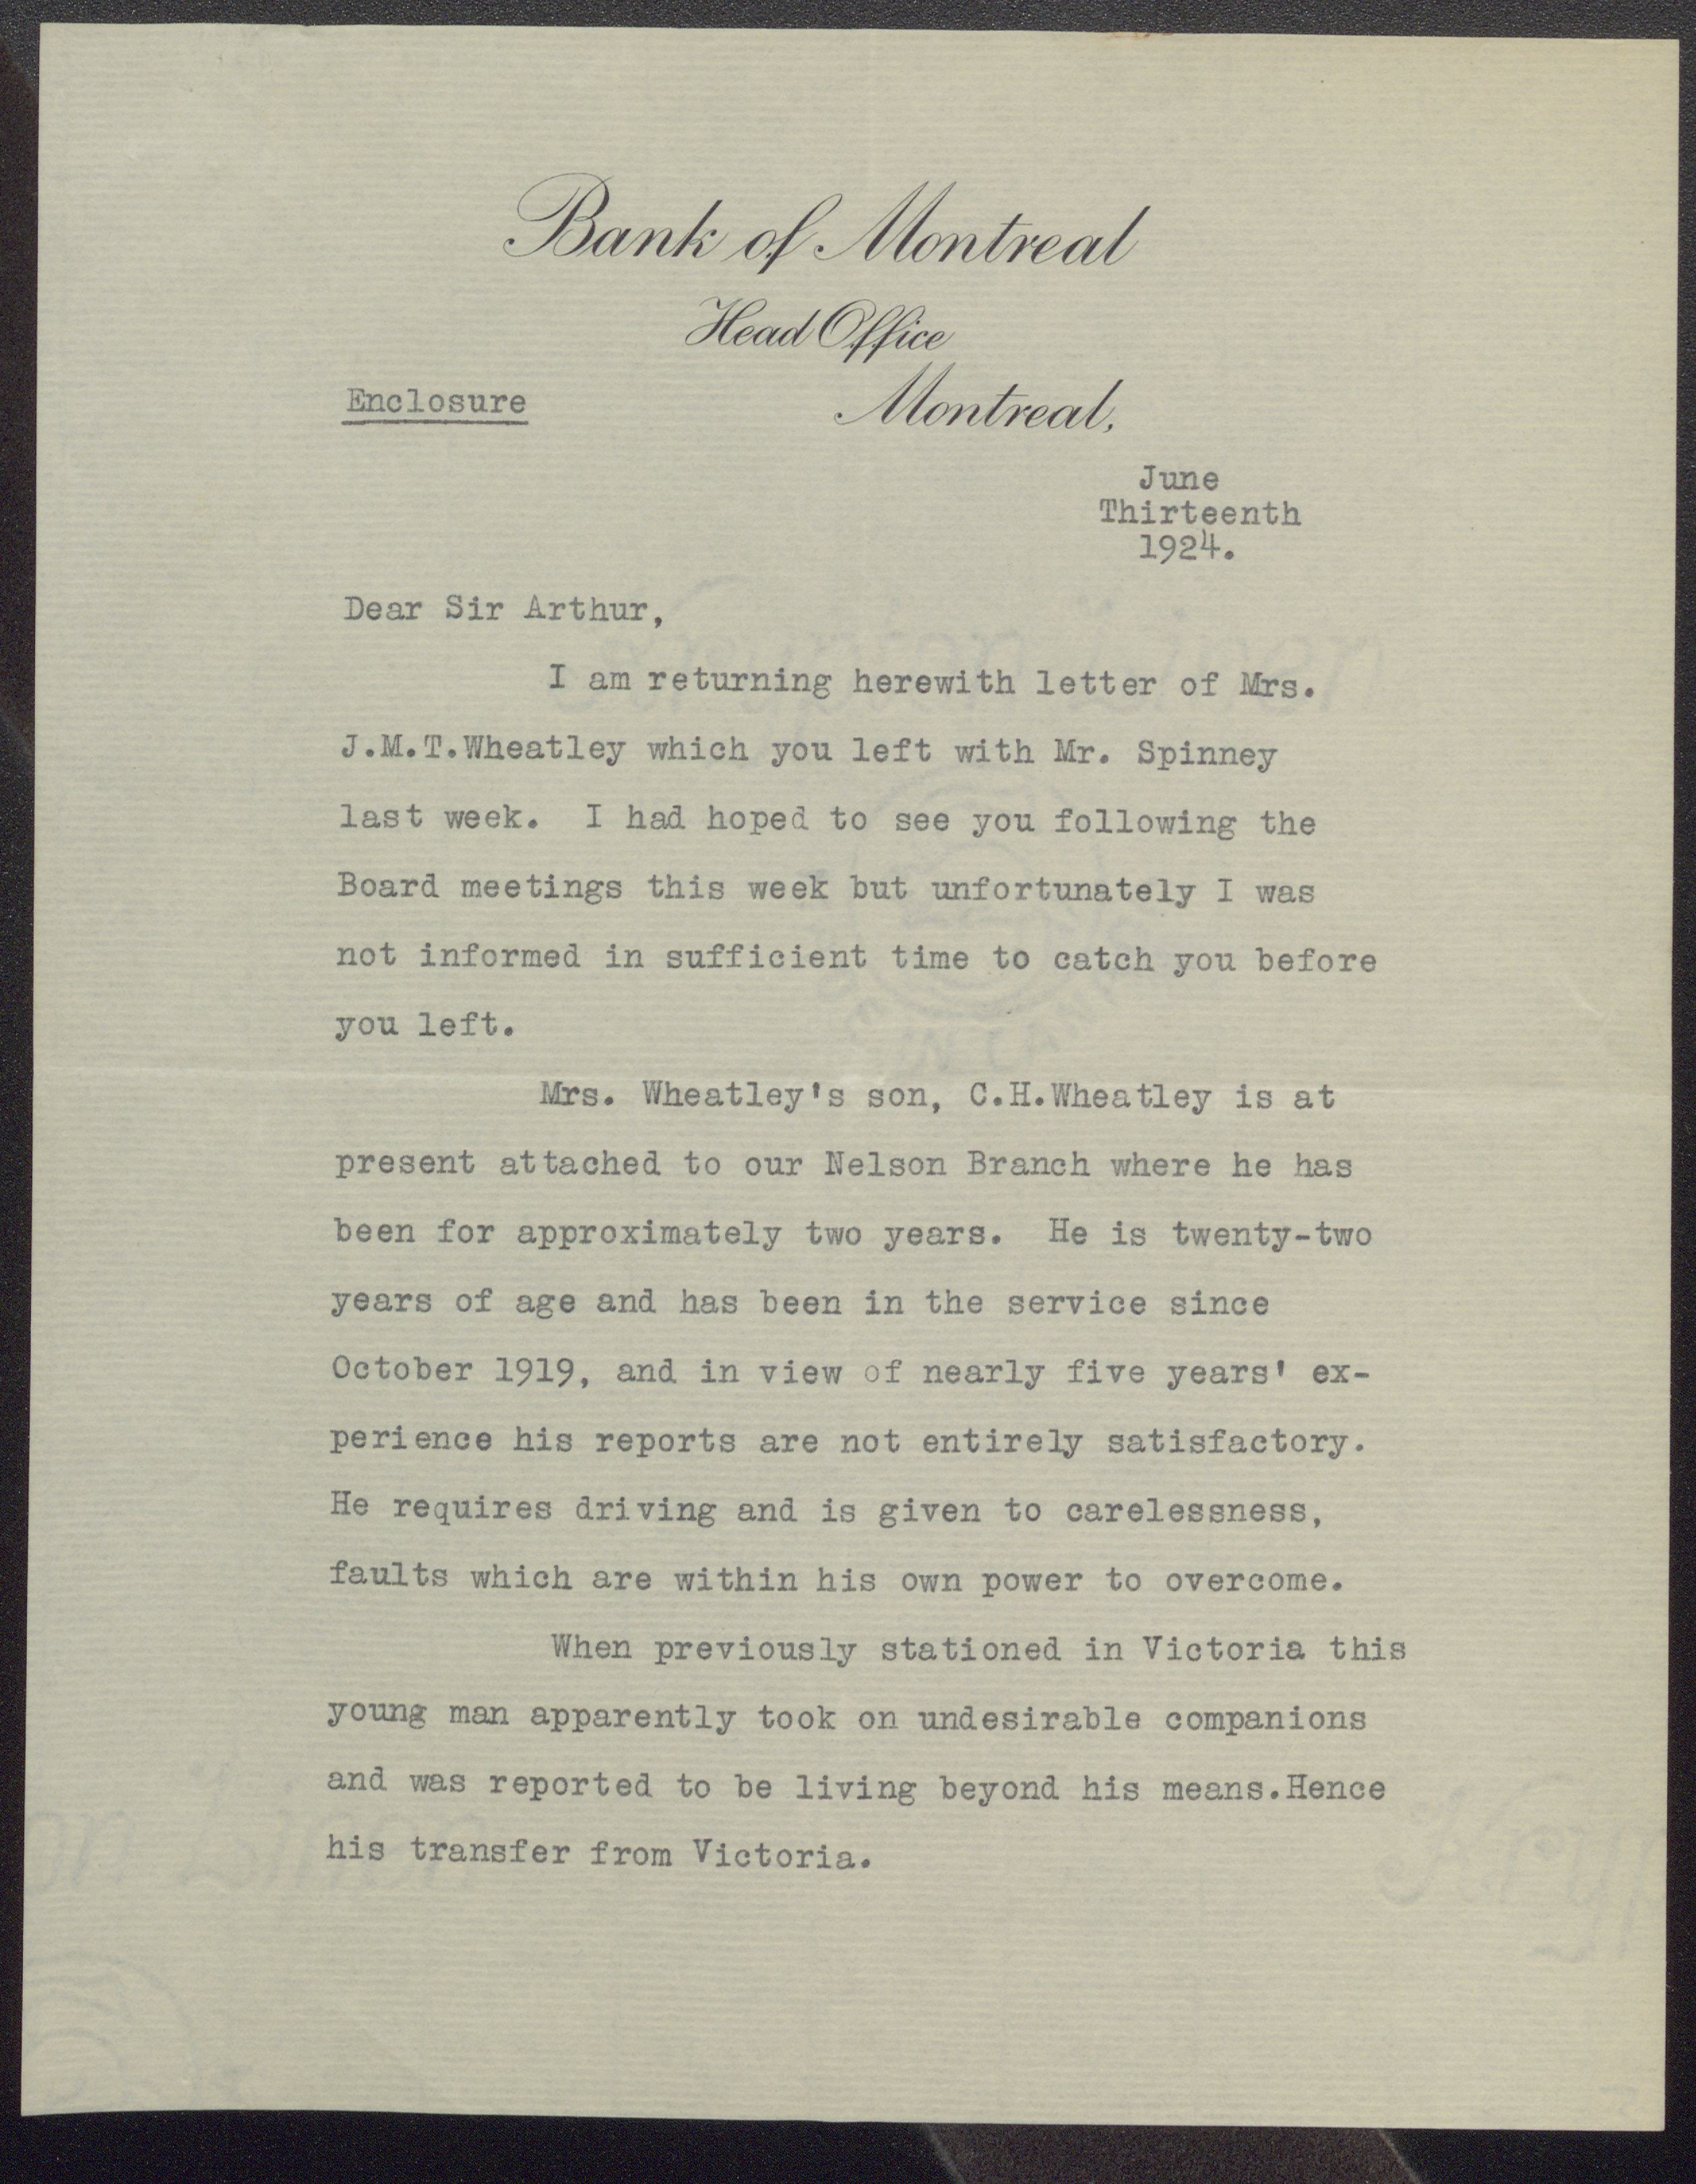 Bank of Montreal
Head Office
Enclosure
Montreal,
June
Thirteenth
1924.
Dear Sir Arthur,
I am returning herewith letter of Mrs.
J.M.T.Wheatley which you left with Mr. Spinney
last week. I had hoped to see you following the
Board meetings this week but unfortunately I was
not informed in sufficient time to catch you before
you left.
Mrs. Wheatley's son, C.H.Wheatley is at
present attached to our Nelson Branch where he has
been for approximately two years. He is twenty-two
years of age and has been in the service since
October 1919, and in view of nearly five years' ex-
perience his reports are not entirely satisfactory.
He requires driving and is given to carelessness,
faults which are within his own power to overcome.
When previously stationed in Victoria this
young man apparently took on undesirable companions
and was reported to be living beyond his means.Hence
his transfer from Victoria.